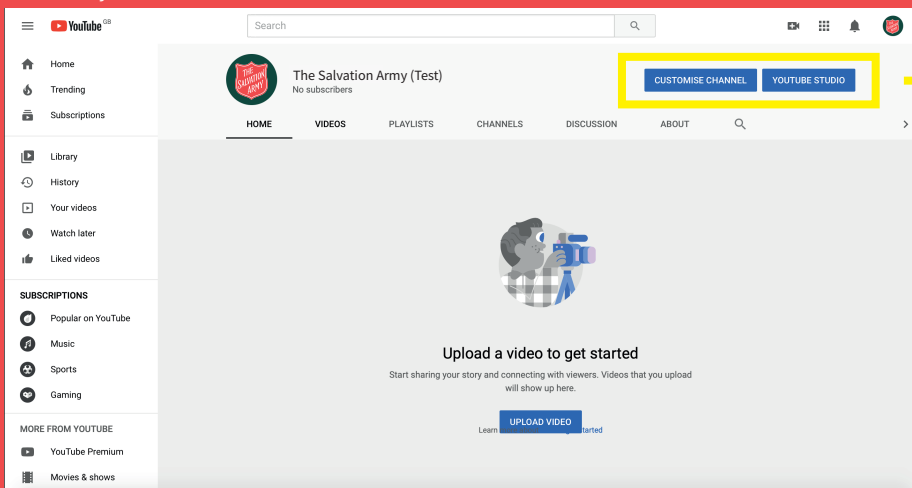 YouTube GB
Search
Home
Trending
Subscriptions
Library
History
Your videos
Watch later
Liked videos
SUBSCRIPTIONS
Popular on YouTube
Music
Sports
Gaming
MORE FROM YOUTUBE
YouTube Premium
Movies & shows
THE
SALVATION
ARMY
The Salvation Army (Test)
No subscribers
CUSTOMISE CHANNEL
YOUTUBE STUDIO
HOME
VIDEOS
PLAYLISTS
CHANNELS
DISCUSSION
ABOUT
Upload a video to get started
Start sharing your story and connecting with viewers. Videos that you upload
will show up here.
UPLOAD VIDEO
Learn